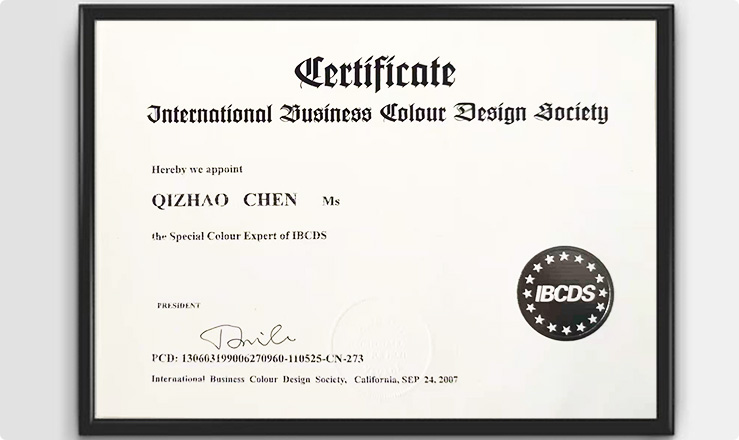 Certificate
International Business Colour Design Society
Hereby we appoint
QIZHAO CHEN Ms
the Special Colour Expert of IBCDS
IBCDS
PRESIDENT
PCD: 130603199006270960-110525-CN-273
International Business Colour Design Society, California, SEP 24, 2007